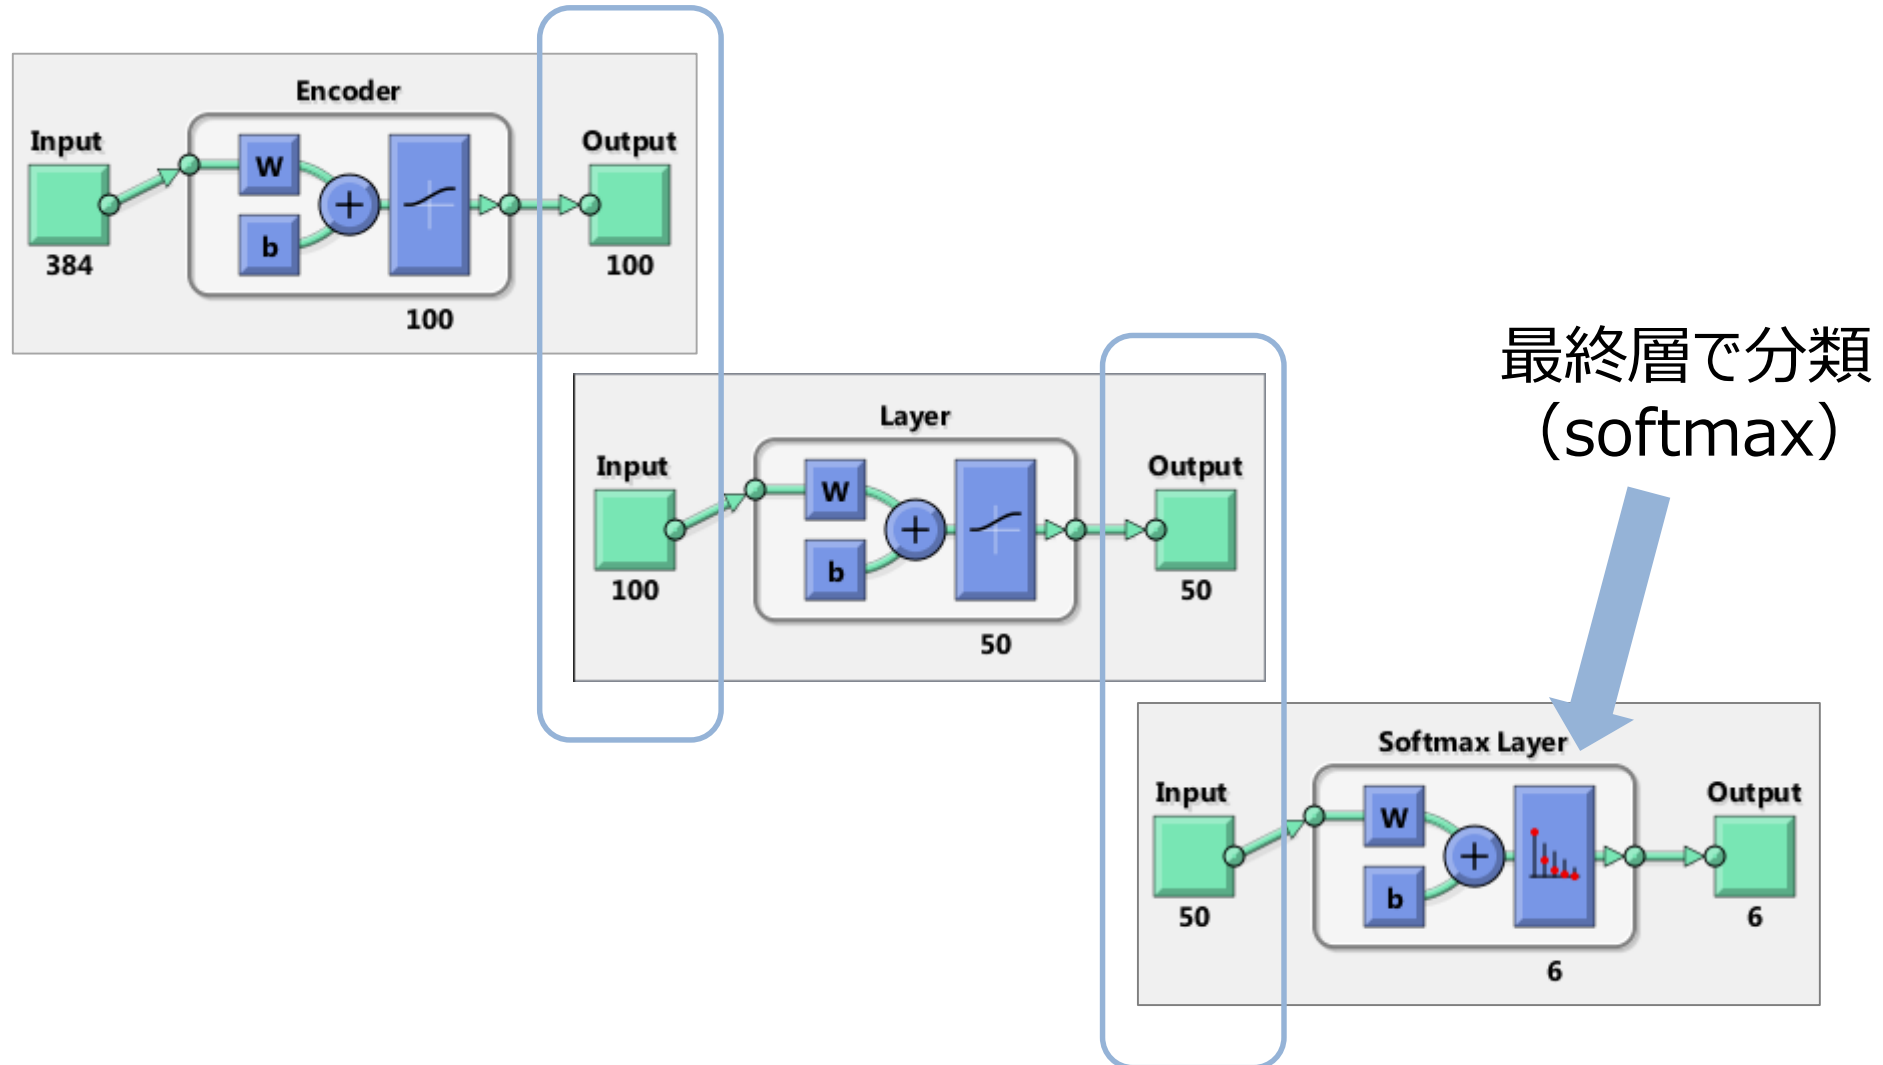 Encoder
Input
Output
W
+
b
384
100
100
Layer
Input
Output
W
+
b
100
50
50
最終層で分類
（softmax）
Softmax Layer
Input
Output
W
+
b
50
6
6